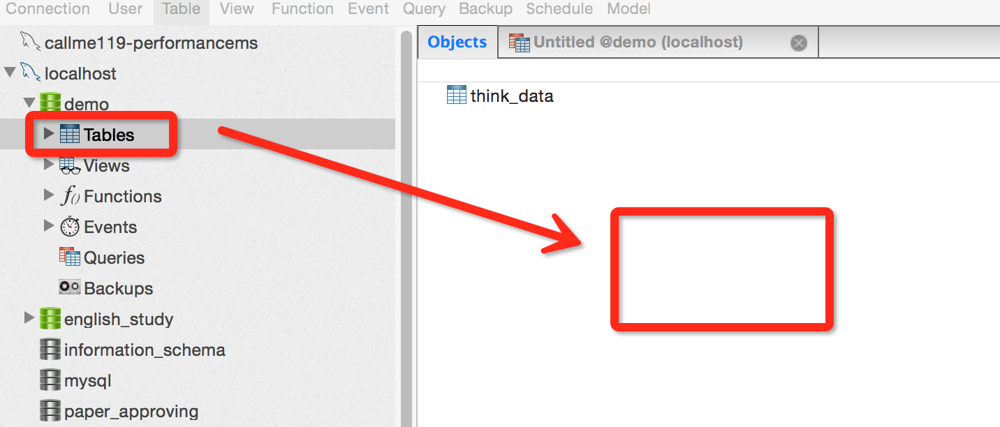 Connection User Table View Function Event Query Backup Schedule Model
callme119-performancems
localhost
demo
Tables
Views
f() Functions
Events
Queries
Backups
english_study
information_schema
mysql
paper_approving
Objects Untitled @demo (localhost)
think_data